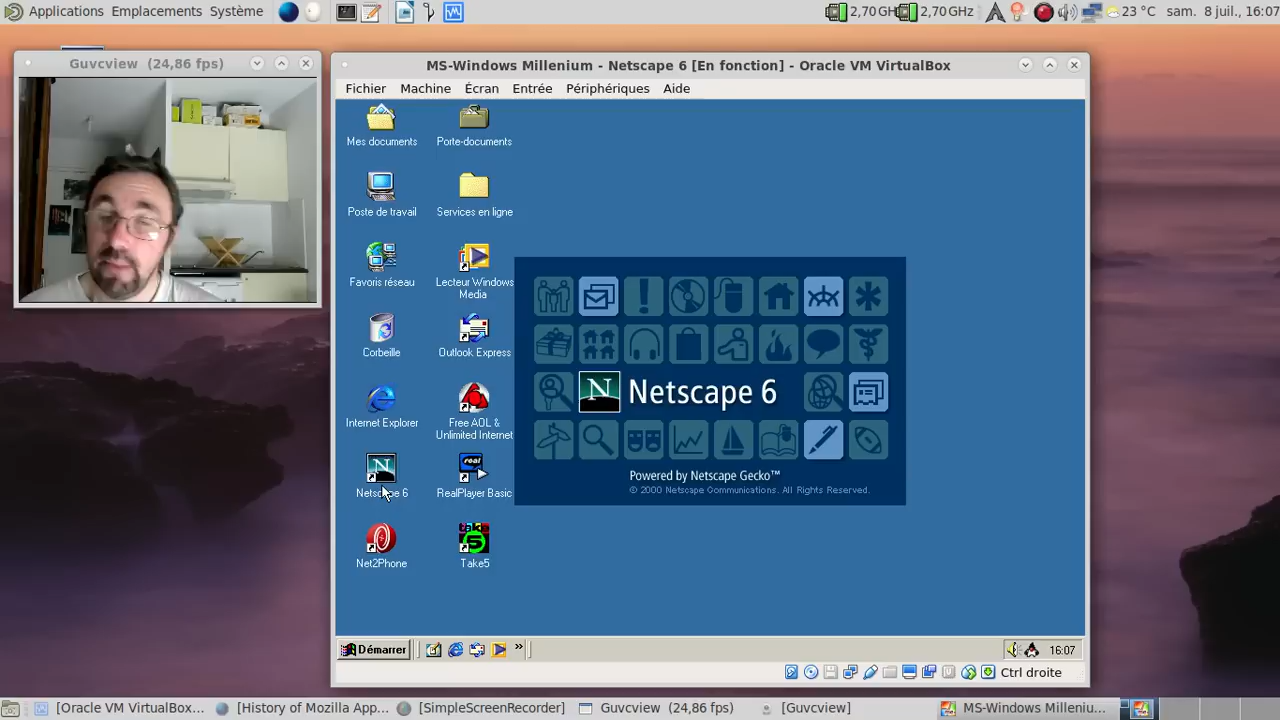 Applications Emplacements Système
2,70 GHz 2,70 GHz
23 °C sam. 8 juil., 16:07
Guvcview (24,86 fps)
MS-Windows Millenium - Netscape 6 [En fonction] - Oracle VM VirtualBox
Fichier Machine Écran Entrée Périphériques Aide
Mes documents Porte-documents
Poste de travail Services en ligne
Favoris réseau Lecteur Windows
Media
Corbeille Outlook Express
Internet Explorer Free AOL &
Unlimited Internet
real
Netscape 6 RealPlayer Basic
Net2Phone Take5
N Netscape 6
Powered by Netscape Gecko™
© 2000 Netscape Communications. All Rights Reserved.
Démarrer » 16:07
Ctrl droite
[Oracle VM VirtualBox... [History of Mozilla App... [SimpleScreenRecorder] Guvcview (24,86 fps) [Guvcview] MS-Windows Milleniu...